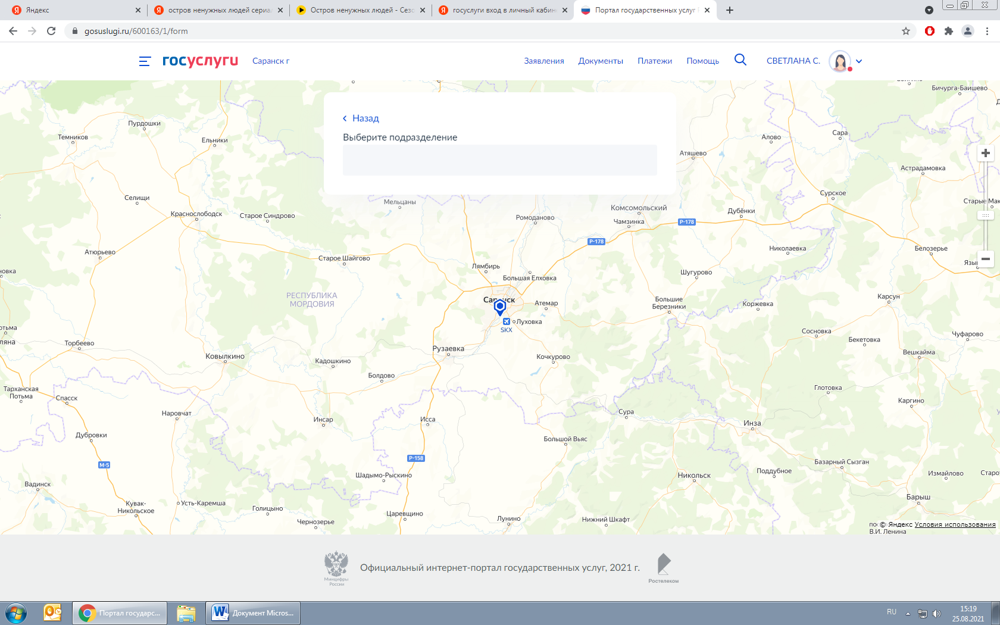 Яндекс
остров ненужных людей сериа
Остров ненужных людей - Сезо
госуслуги вход в личный кабин
Портал государственных услуг
gosuslugi.ru/600163/1/form
госуслуги
Саранск г
Заявления
Документы
Платежи
Помощь
СВЕТЛАНА С.
Назад
Выберите подразделение
Бичурга-Баишево
Пурдошки
Темников
Ельники
Сара
Алово
Атяшево
Астрадамовка
Селищи
Сурское
Мельцаны
Старые Мак
Комсомольский
Дубёнки
Краснослободск
Старое Синдрово
Ромоданово
Чамзинка
Р-178
Р-178
Николаевка
Белозерье
Атюрьево
Старое Шайгово
Лямбирь
Языı
новка
Большая Елховка
Шугурово
РЕСПУБЛИКА
МОРДОВИЯ
Саранск
Атемар
Большие
Березники
Коржевка
Карсун
SKX
Луховка
отьма
ляна
Сосновка
Чуфарово
Торбеево
Рузаевка
Бекетовка
Ковылкино
Кадошкино
Кочкурово
Вешкайма
Болдово
Тарханская
Потьма
Спасск
Глотовка
Каргино
Наровчат
Инсар
Исса
Сура
Инза
Дубровки
Большой Вьяс
Р-158
М-5
Базарный Сызган
Шадымо-Рыскино
Никольск
Поддубное
Измайлово
Старо
Вадинск
Барыш
Кувак-
Никольское
Усть-Каремша
Голицыно
Царевщино
Чернозерье
Лунино
Нижний Шкафт
В.И. Ленина
© Яндекс Условия использования
Минцифры
России
Официальный интернет-портал государственных услуг, 2021 г.
Ростелеком
Портал государс...
Документ Micros...
RU
15:19
25.08.2021